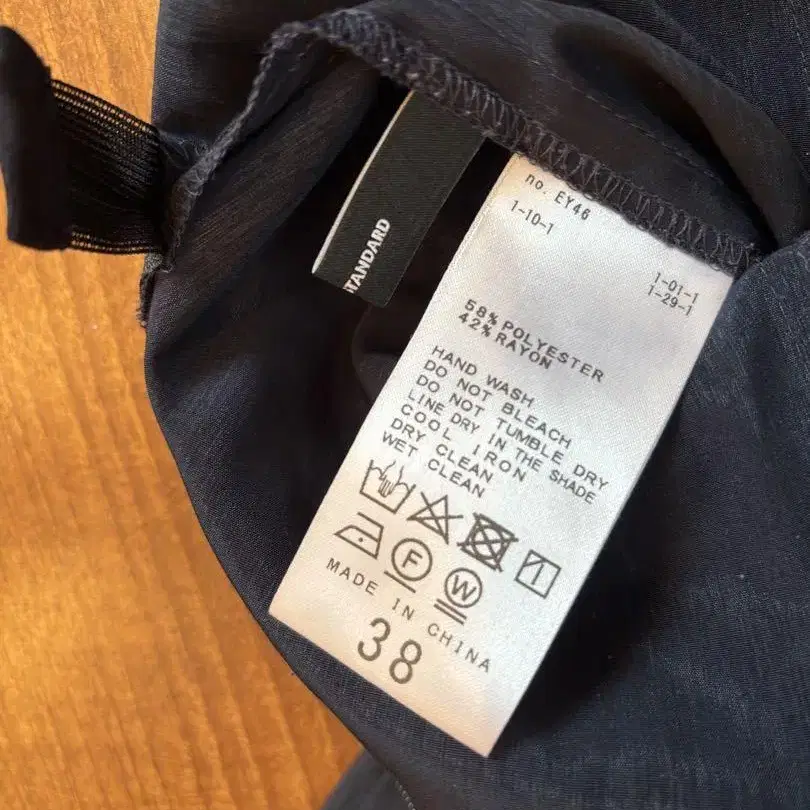 TANDARD
no. EY46
1-10-1
1-01-1
1-29-1
58% POLYESTER
42% RAYON
HAND WASH
DO NOT BLEACH
DO NOT TUMBLE DRY
LINE DRY IN THE SHADE
COOL IRON
DRY CLEAN
WET CLEAN
F
W
MADE IN CHINA
38